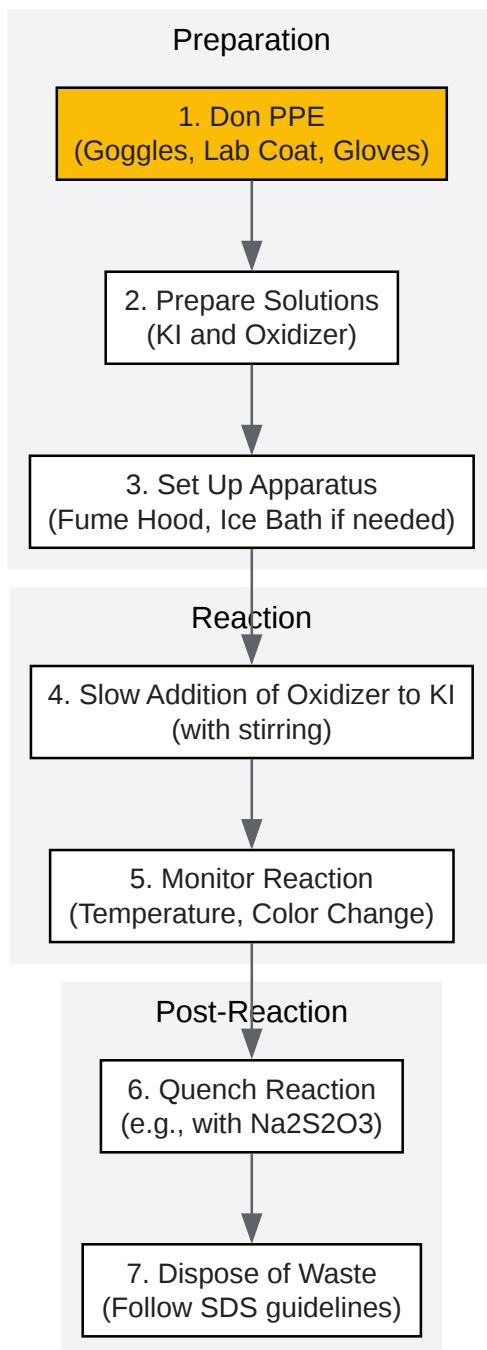 Preparation
1. Don PPE
(Goggles, Lab Coat, Gloves)
2. Prepare Solutions
(KI and Oxidizer)
3. Set Up Apparatus
(Fume Hood, Ice Bath if needed)
Reaction
4. Slow Addition of Oxidizer to KI
(with stirring)
5. Monitor Reaction
(Temperature, Color Change)
Post-Reaction
6. Quench Reaction
(e.g., with Na2S2O3)
7. Dispose of Waste
(Follow SDS guidelines)